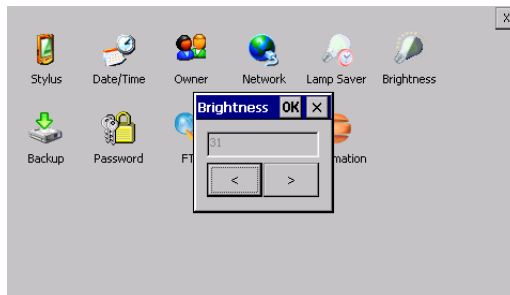 X
Stylus Date/Time Owner Network Lamp Saver Brightness
Brightness OK ×
31
Backup Password FT mation
< >